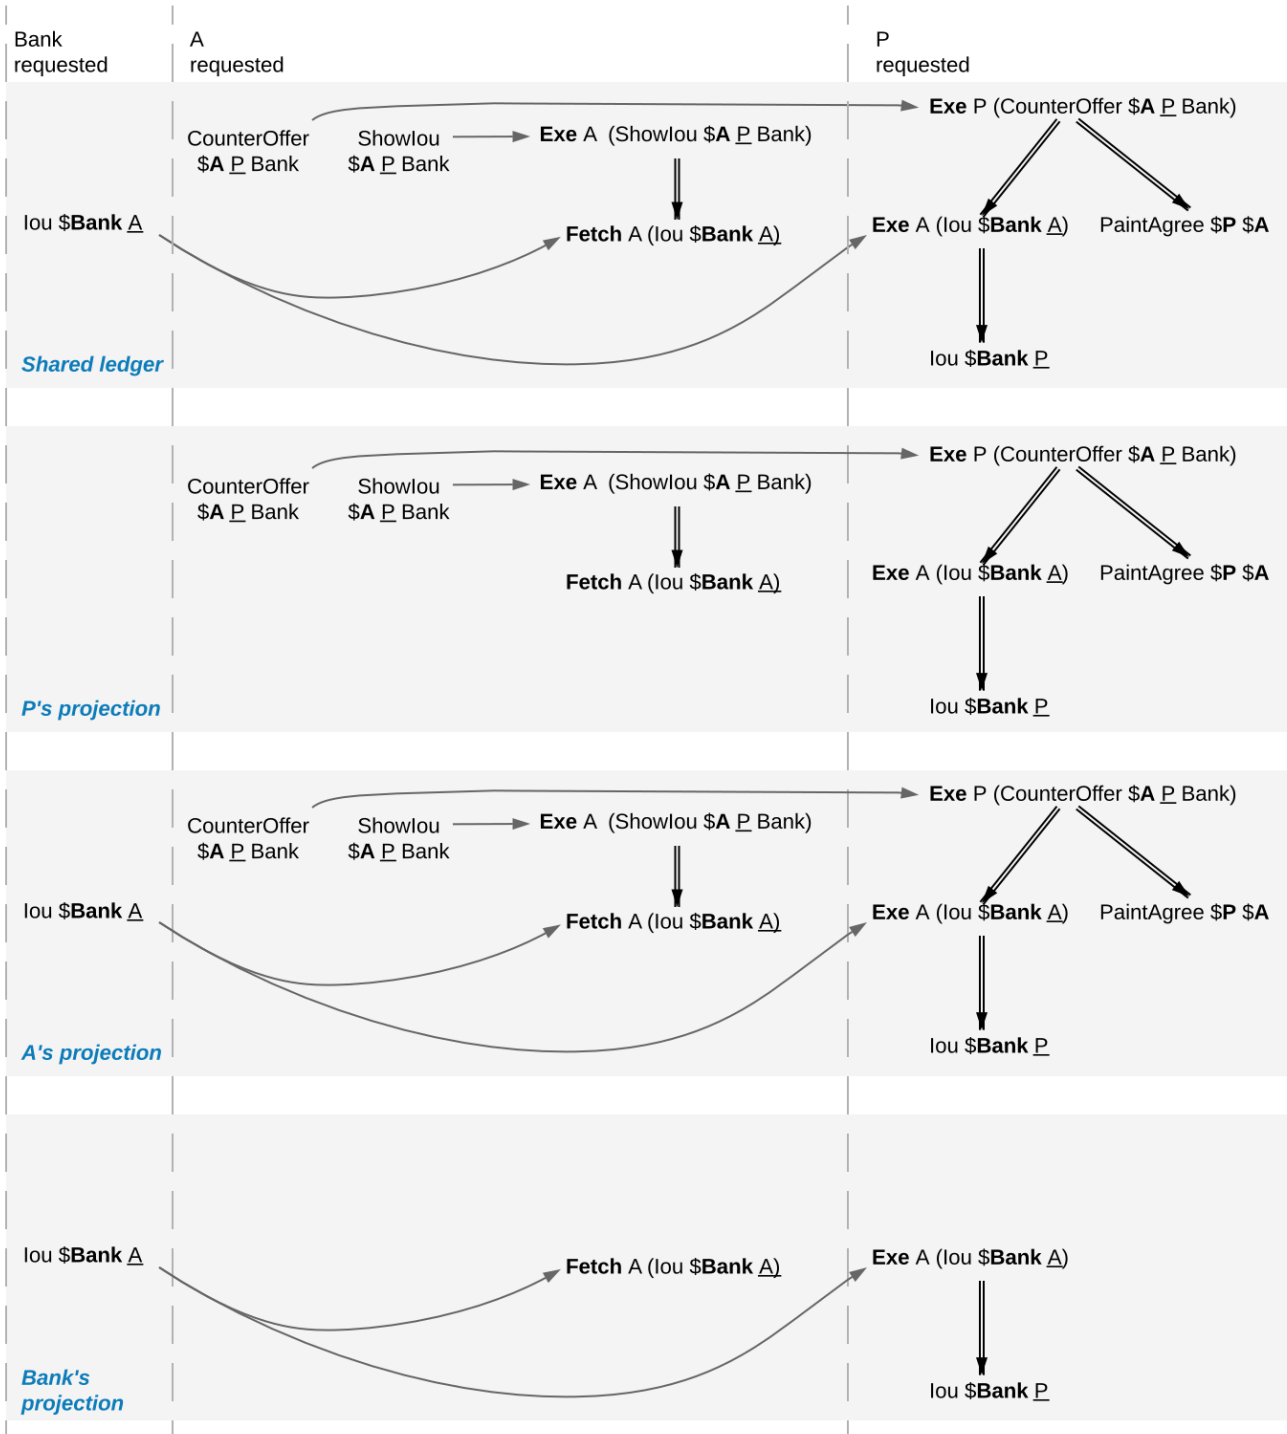 Bank
requested
A
requested
P
requested
Exe P (CounterOffer $A P Bank)
CounterOffer
$A P Bank
ShowIou
$A P Bank
Exe A (ShowIou $A P Bank)
Iou $Bank A
Fetch A (Iou $Bank A)
Exe A (Iou $Bank A)
PaintAgree $P $A
Iou $Bank P
Shared ledger
Exe P (CounterOffer $A P Bank)
CounterOffer
$A P Bank
ShowIou
$A P Bank
Exe A (ShowIou $A P Bank)
Fetch A (Iou $Bank A)
Exe A (Iou $Bank A)
PaintAgree $P $A
Iou $Bank P
P's projection
Exe P (CounterOffer $A P Bank)
CounterOffer
$A P Bank
ShowIou
$A P Bank
Exe A (ShowIou $A P Bank)
Iou $Bank A
Fetch A (Iou $Bank A)
Exe A (Iou $Bank A)
PaintAgree $P $A
Iou $Bank P
A's projection
Iou $Bank A
Fetch A (Iou $Bank A)
Exe A (Iou $Bank A)
Iou $Bank P
Bank's
projection